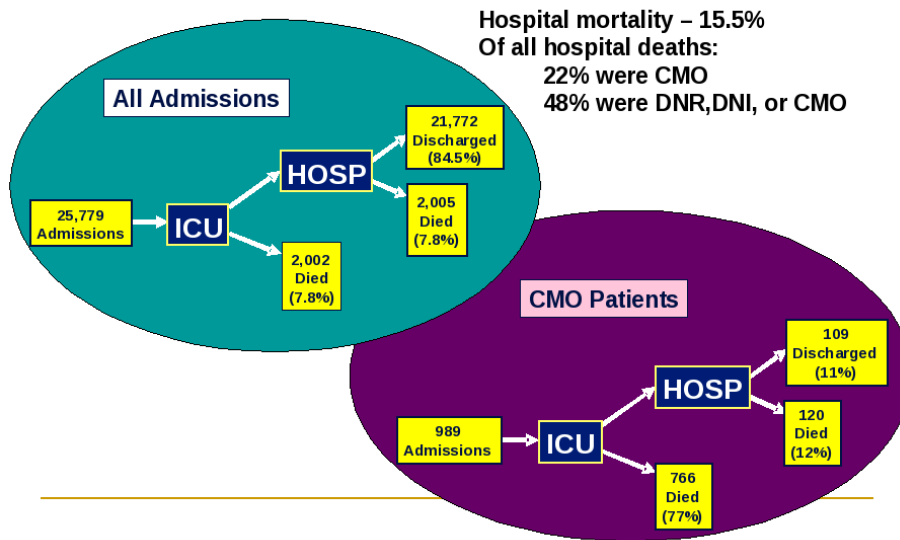 Hospital mortality – 15.5%
Of all hospital deaths:
22% were CMO
48% were DNR,DNI, or CMO
All Admissions
25,779
Admissions
ICU
HOSP
21,772
Discharged
(84.5%)
2,005
Died
(7.8%)
2,002
Died
(7.8%)
CMO Patients
989
Admissions
ICU
HOSP
109
Discharged
(11%)
120
Died
(12%)
766
Died
(77%)